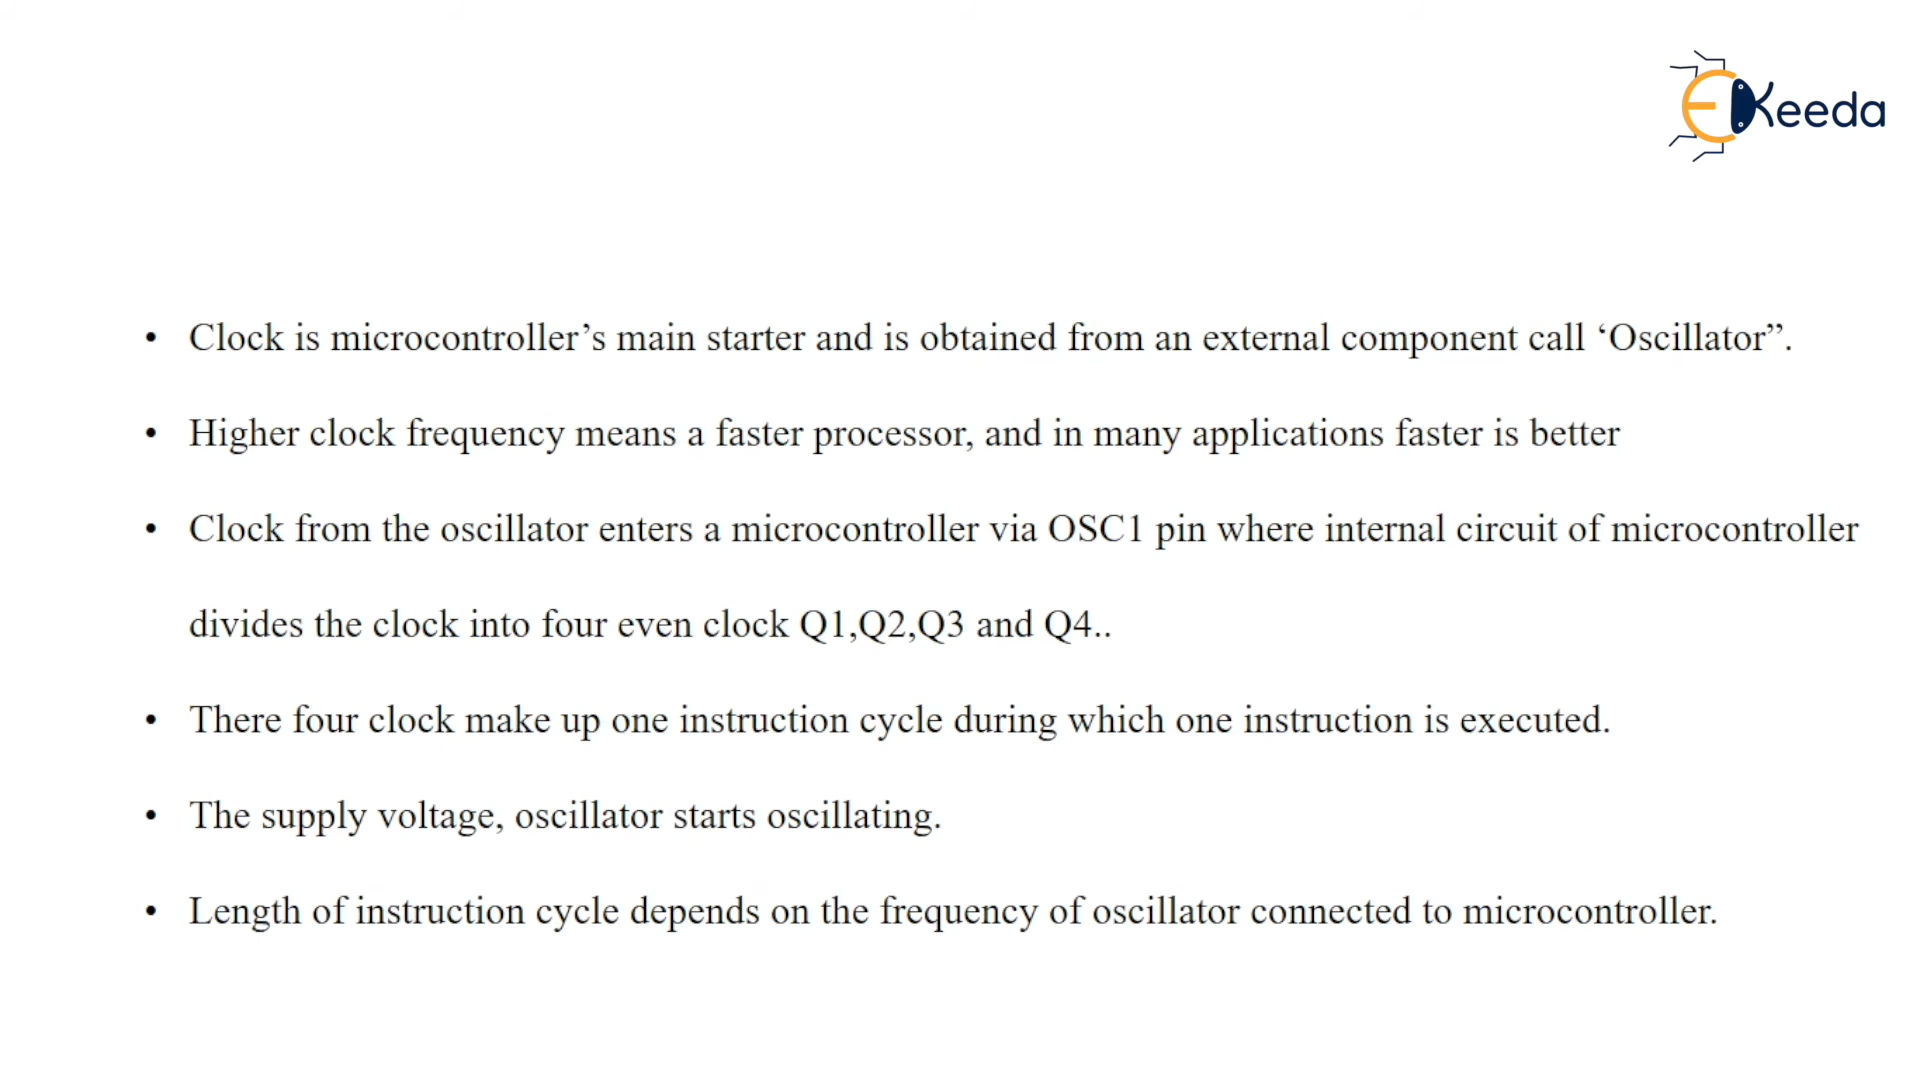 EKeeda
• Clock is microcontroller’s main starter and is obtained from an external component call ‘Oscillator”.
• Higher clock frequency means a faster processor, and in many applications faster is better
• Clock from the oscillator enters a microcontroller via OSC1 pin where internal circuit of microcontroller
divides the clock into four even clock Q1,Q2,Q3 and Q4..
• There four clock make up one instruction cycle during which one instruction is executed.
• The supply voltage, oscillator starts oscillating.
• Length of instruction cycle depends on the frequency of oscillator connected to microcontroller.